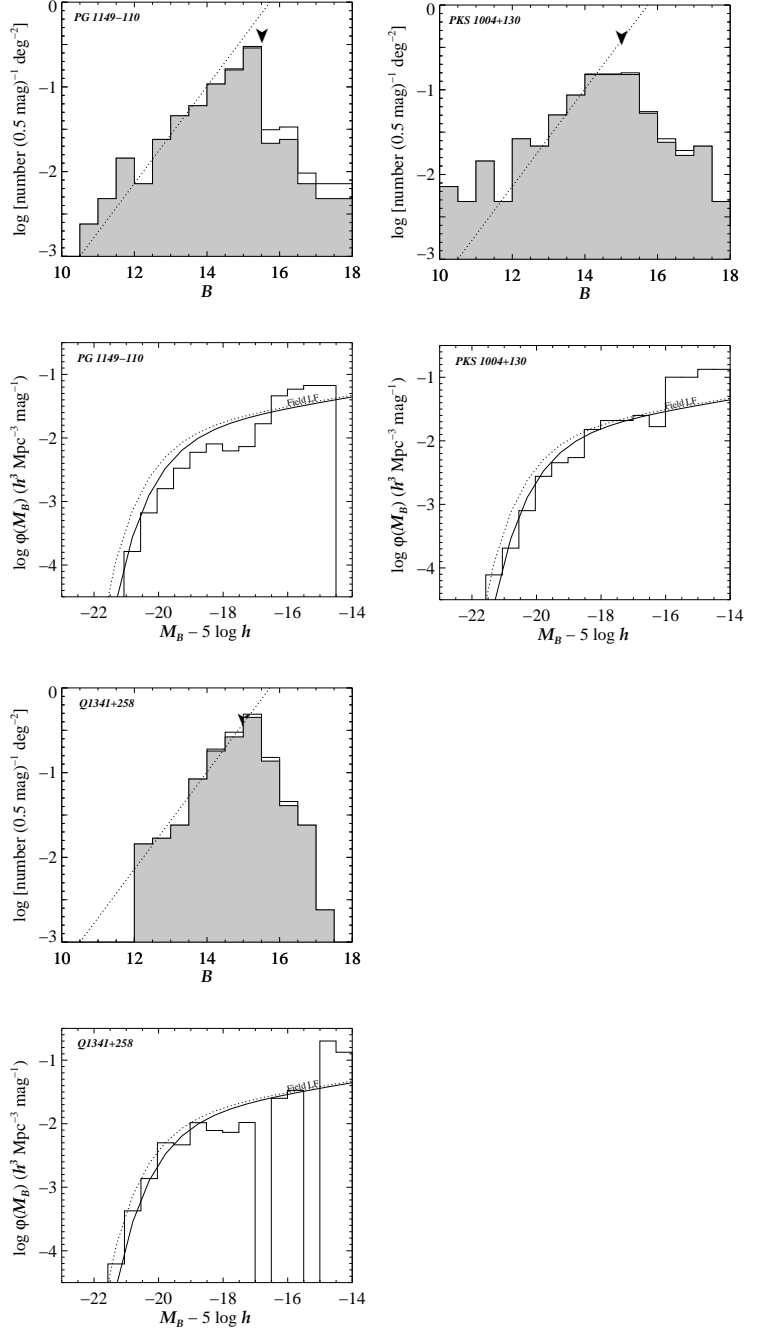 PG 1149−110
0
−1
−2
−3
log [number (0.5 mag)⁻¹ deg⁻²]
10 12 14 16 18
B
PKS 1004+130
0
−1
−2
−3
log [number (0.5 mag)⁻¹ deg⁻²]
10 12 14 16 18
B
PG 1149−110
Field LF
−1
−2
−3
−4
log φ(M_B) (h³ Mpc⁻³ mag⁻¹)
−22 −20 −18 −16 −14
M_B − 5 log h
PKS 1004+130
Field LF
−1
−2
−3
−4
log φ(M_B) (h³ Mpc⁻³ mag⁻¹)
−22 −20 −18 −16 −14
M_B − 5 log h
Q1341+258
0
−1
−2
−3
log [number (0.5 mag)⁻¹ deg⁻²]
10 12 14 16 18
B
Q1341+258
Field LF
−1
−2
−3
−4
log φ(M_B) (h³ Mpc⁻³ mag⁻¹)
−22 −20 −18 −16 −14
M_B − 5 log h